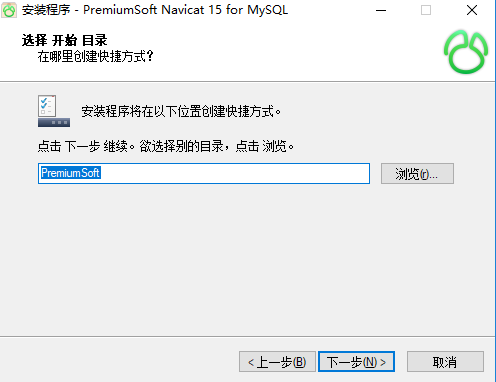 安装程序 - PremiumSoft Navicat 15 for MySQL
选择 开始 目录
在哪里创建快捷方式？
安装程序将在以下位置创建快捷方式。
点击 下一步 继续。欲选择别的目录，点击 浏览。
PremiumSoft
浏览(r)...
< 上一步(B)
下一步(N) >
取消